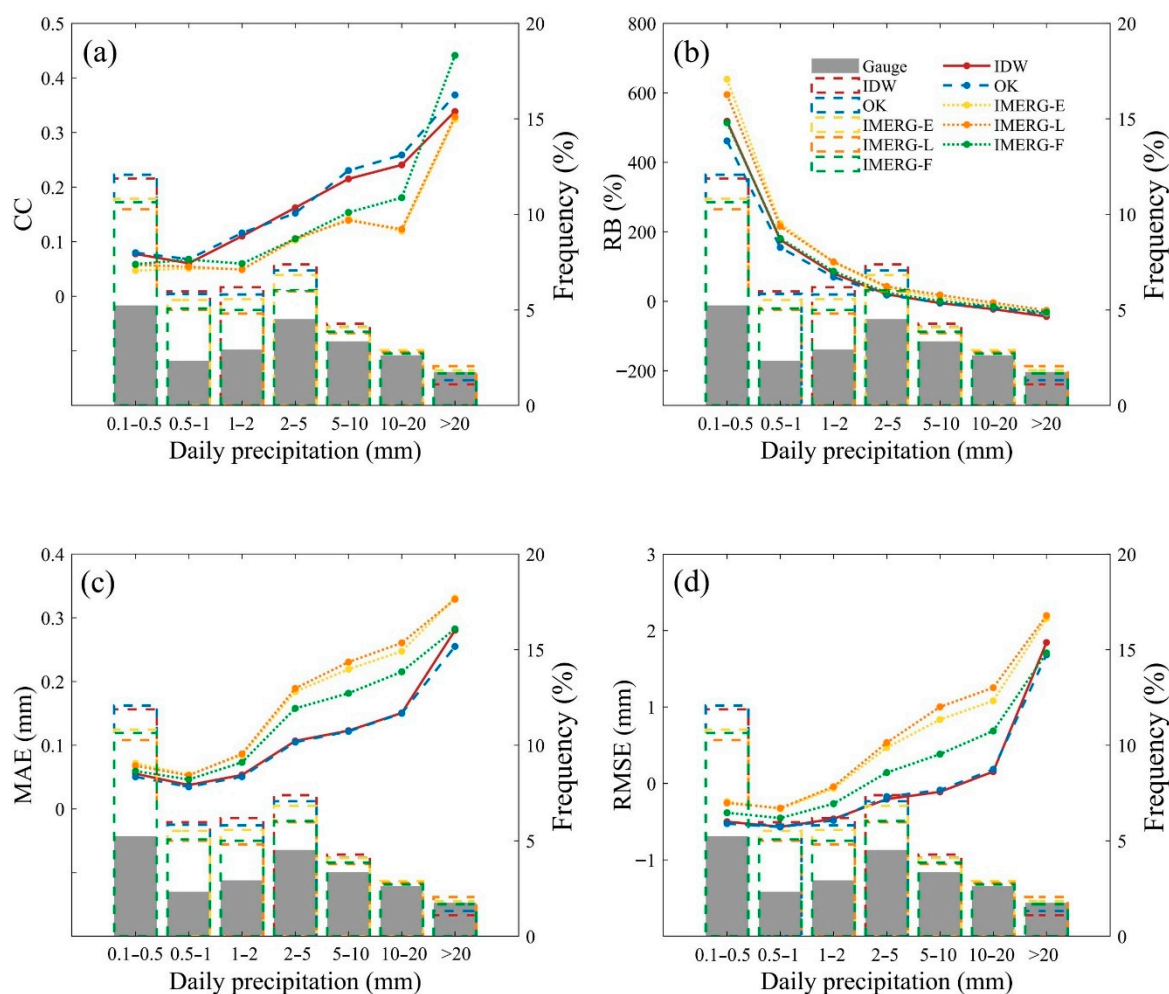 (a)
CC
0.5
0.4
0.3
0.2
0.1
0
20
15
10
5
0
Frequency (%)
0.1–0.5 0.5–1 1–2 2–5 5–10 10–20 >20
Daily precipitation (mm)
(b)
RB (%)
800
600
400
200
0
−200
Gauge
IDW
OK
IMERG-E
IMERG-L
IMERG-F
IDW
OK
IMERG-E
IMERG-L
IMERG-F
20
15
10
5
0
Frequency (%)
0.1–0.5 0.5–1 1–2 2–5 5–10 10–20 >20
Daily precipitation (mm)
(c)
MAE (mm)
0.4
0.3
0.2
0.1
0
20
15
10
5
0
Frequency (%)
0.1–0.5 0.5–1 1–2 2–5 5–10 10–20 >20
Daily precipitation (mm)
(d)
RMSE (mm)
3
2
1
0
−1
20
15
10
5
0
Frequency (%)
0.1–0.5 0.5–1 1–2 2–5 5–10 10–20 >20
Daily precipitation (mm)